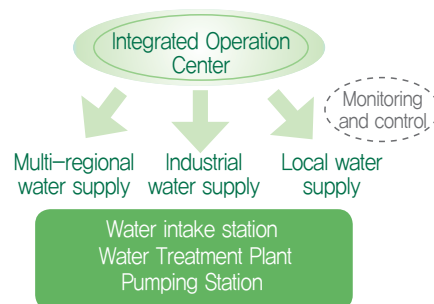 Integrated Operation
Center
Monitoring
and control
Multi-regional
water supply
Industrial
water supply
Local water
supply
Water intake station
Water Treatment Plant
Pumping Station